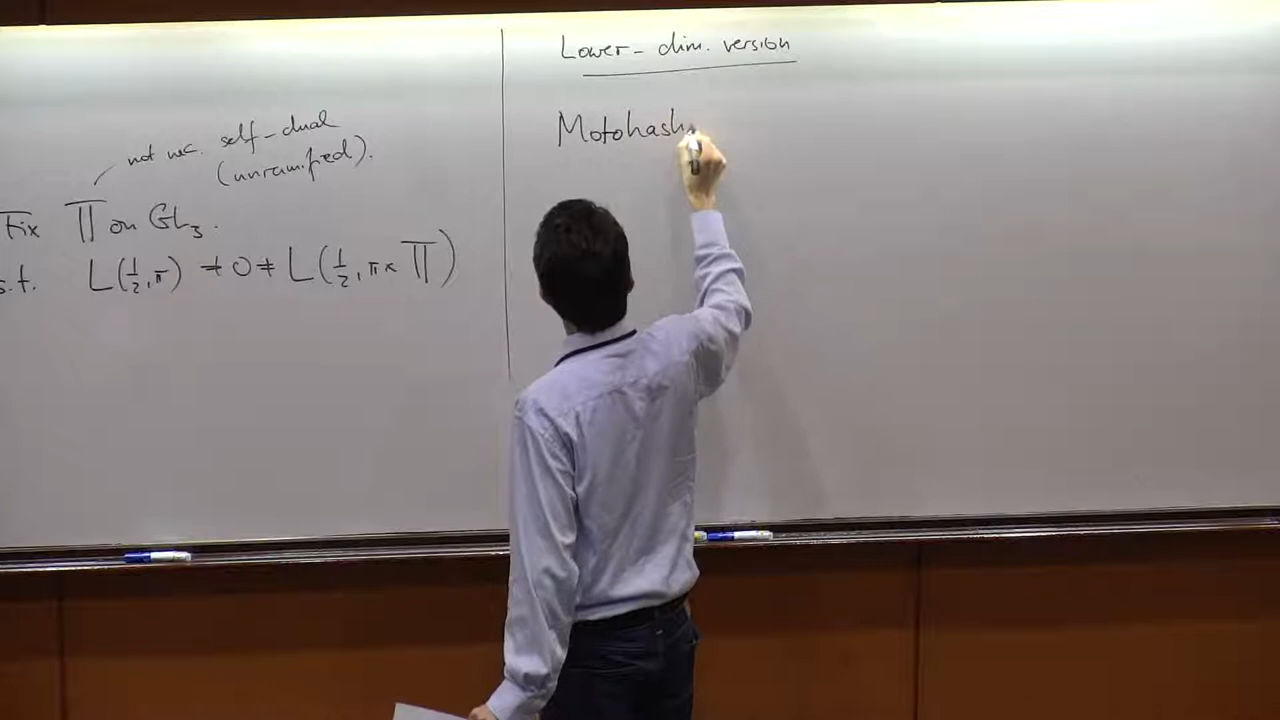 not nec. self-dual
(unramified).
Fix Π on GL₃.
s.t. L(½, π) ≠ 0 ≠ L(½, π × Π)
Lower-dim. version
Motohash